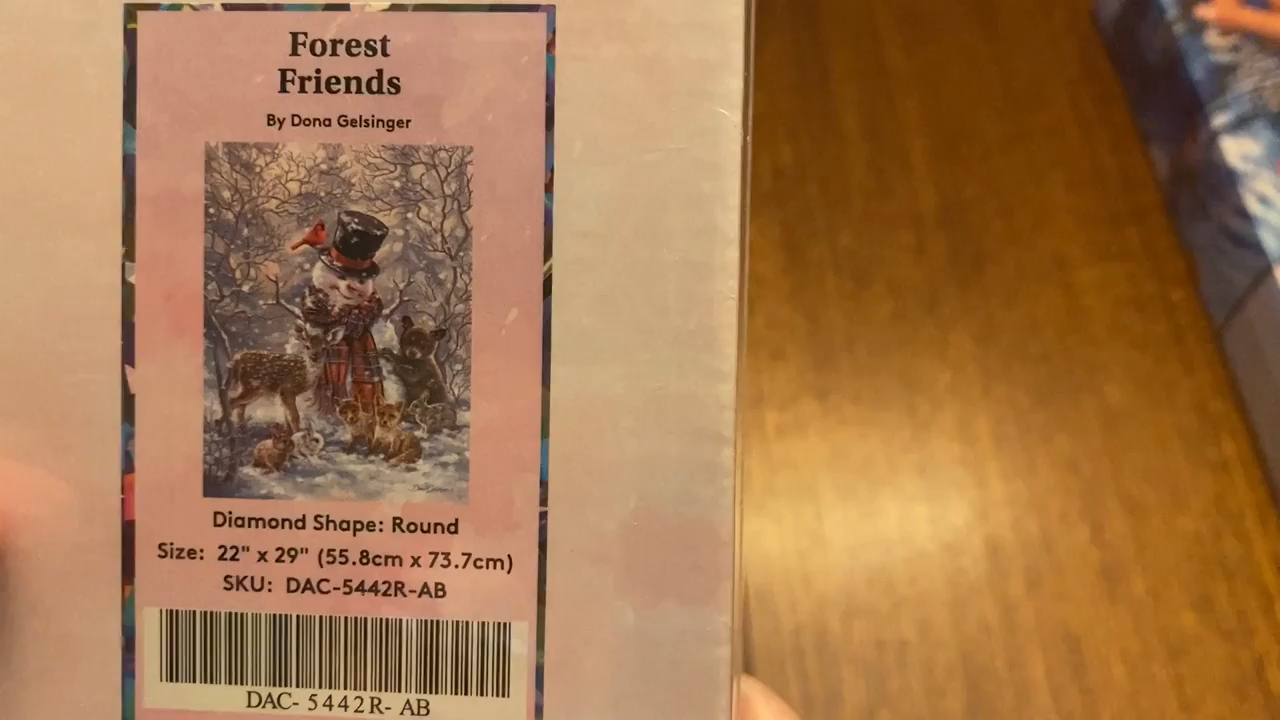 Forest
Friends
By Dona Gelsinger
Diamond Shape: Round
Size: 22" x 29" (55.8cm x 73.7cm)
SKU: DAC-5442R-AB
DAC- 5442R- AB